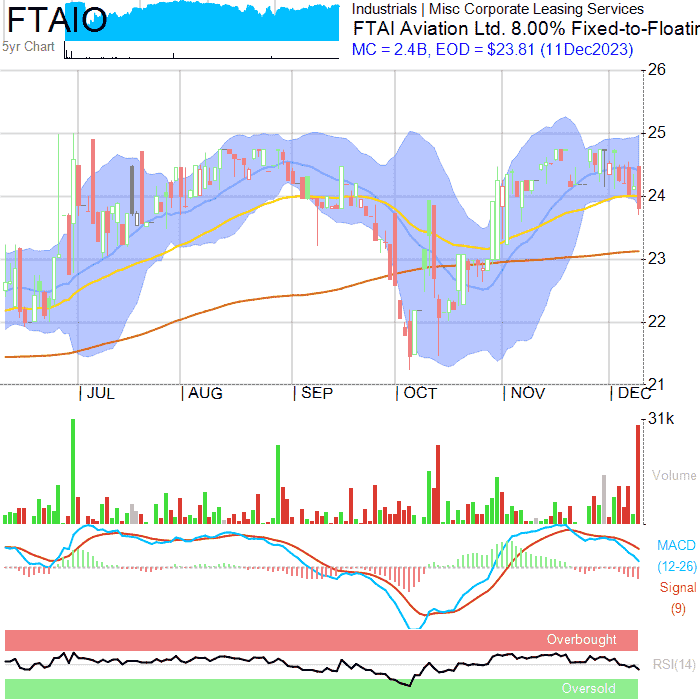 FTAIO
5yr Chart
Industrials | Misc Corporate Leasing Services
FTAI Aviation Ltd. 8.00% Fixed-to-Floatin
MC = 2.4B, EOD = $23.81 (11Dec2023)
26
25
24
23
22
21
JUL
AUG
SEP
OCT
NOV
DEC
31k
Volume
MACD
(12-26)
Signal
(9)
Overbought
RSI(14)
Oversold